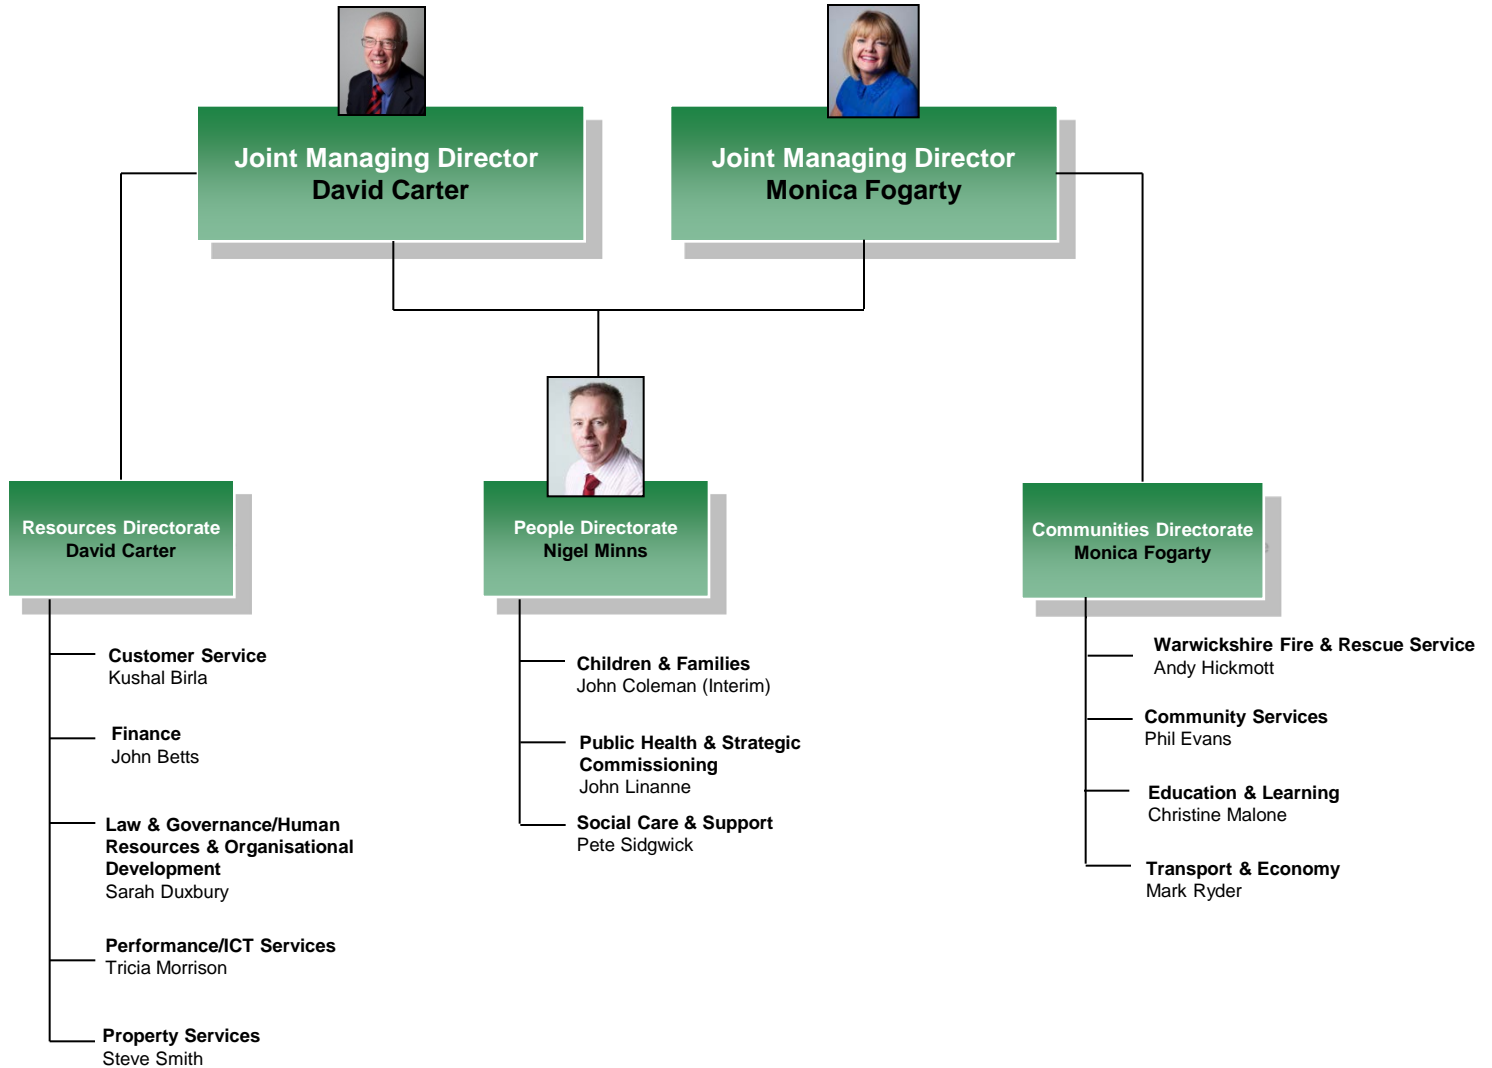 Joint Managing Director
David Carter
Joint Managing Director
Monica Fogarty
Resources Directorate
David Carter
People Directorate
Nigel Minns
Communities Directorate
Monica Fogarty
Customer Service
Kushal Birla
Finance
John Betts
Law & Governance/Human
Resources & Organisational
Development
Sarah Duxbury
Performance/ICT Services
Tricia Morrison
Property Services
Steve Smith
Children & Families
John Coleman (Interim)
Public Health & Strategic
Commissioning
John Linanne
Social Care & Support
Pete Sidgwick
Warwickshire Fire & Rescue Service
Andy Hickmott
Community Services
Phil Evans
Education & Learning
Christine Malone
Transport & Economy
Mark Ryder